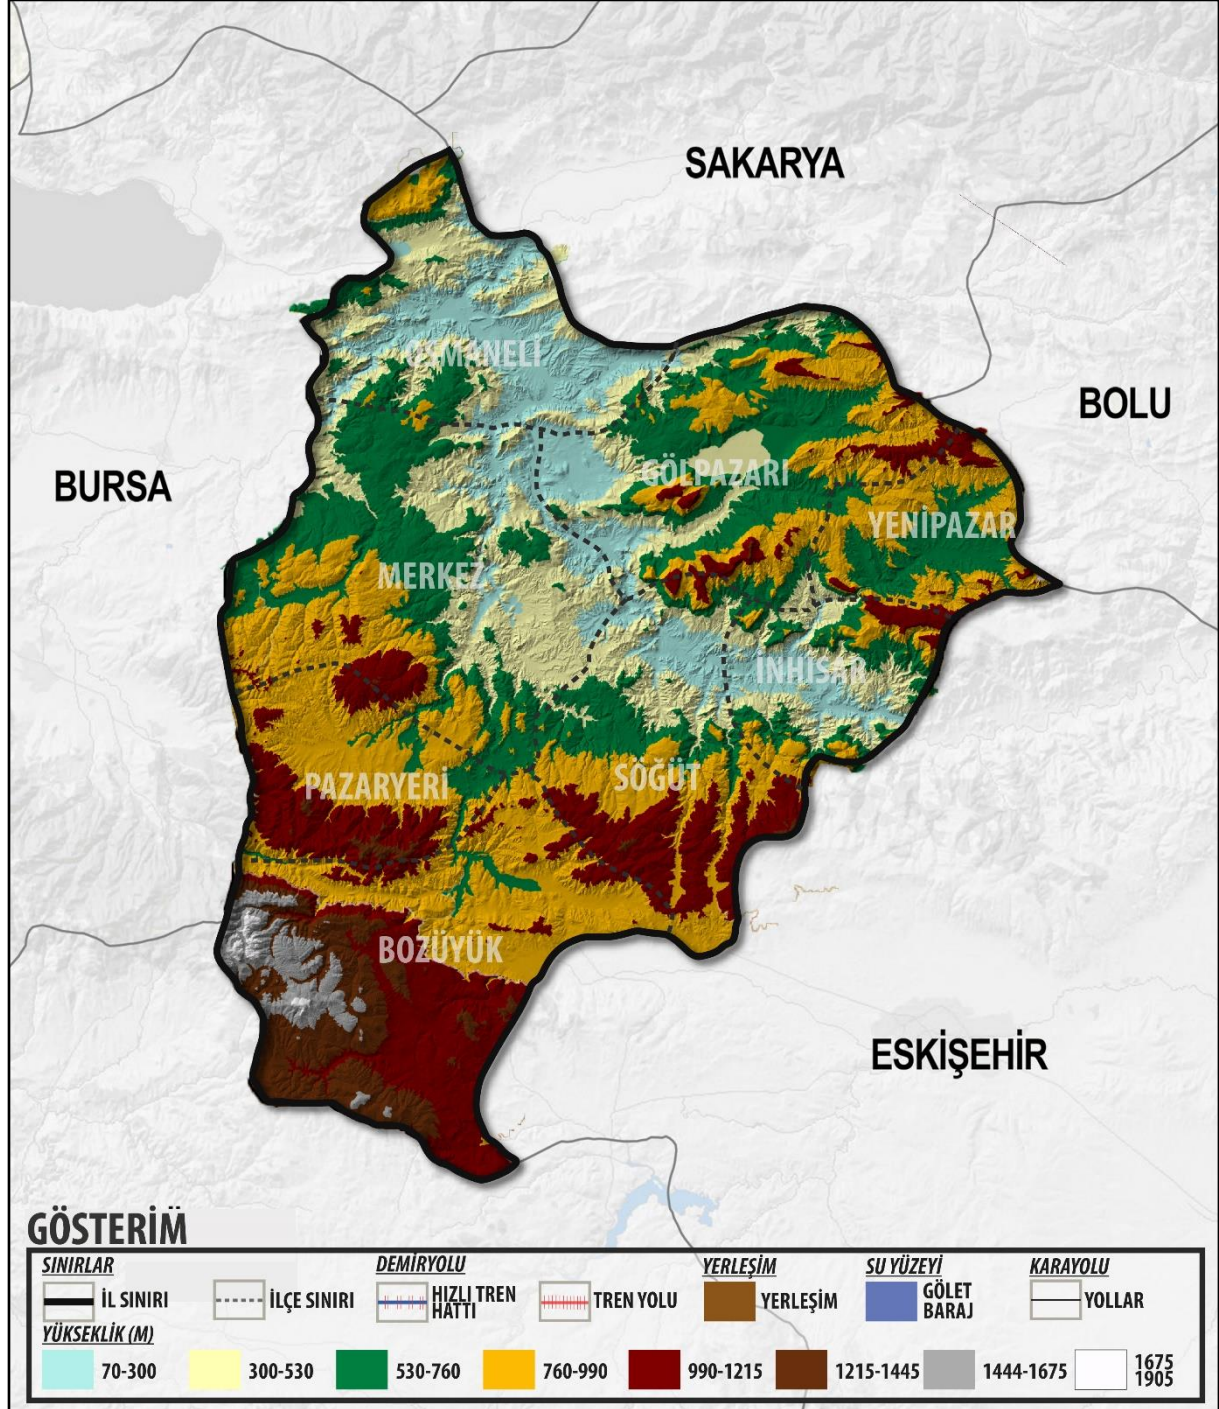 SAKARYA
OSMANELİ
BOLU
GÖLPAZARI
BURSA
YENİPAZAR
MERKEZ
İNHİSAR
PAZARYERİ
SÖĞÜT
BOZÜYÜK
ESKİŞEHİR
GÖSTERİM
SINIRLAR
DEMİRYOLU
YERLEŞİM
SU YÜZEYİ
KARAYOLU
İL SINIRI
İLÇE SINIRI
HIZLI TREN
HATTI
TREN YOLU
YERLEŞİM
GÖLET
BARAJ
YOLLAR
YÜKSEKLİK (M)
70-300
300-530
530-760
760-990
990-1215
1215-1445
1444-1675
1675
1905